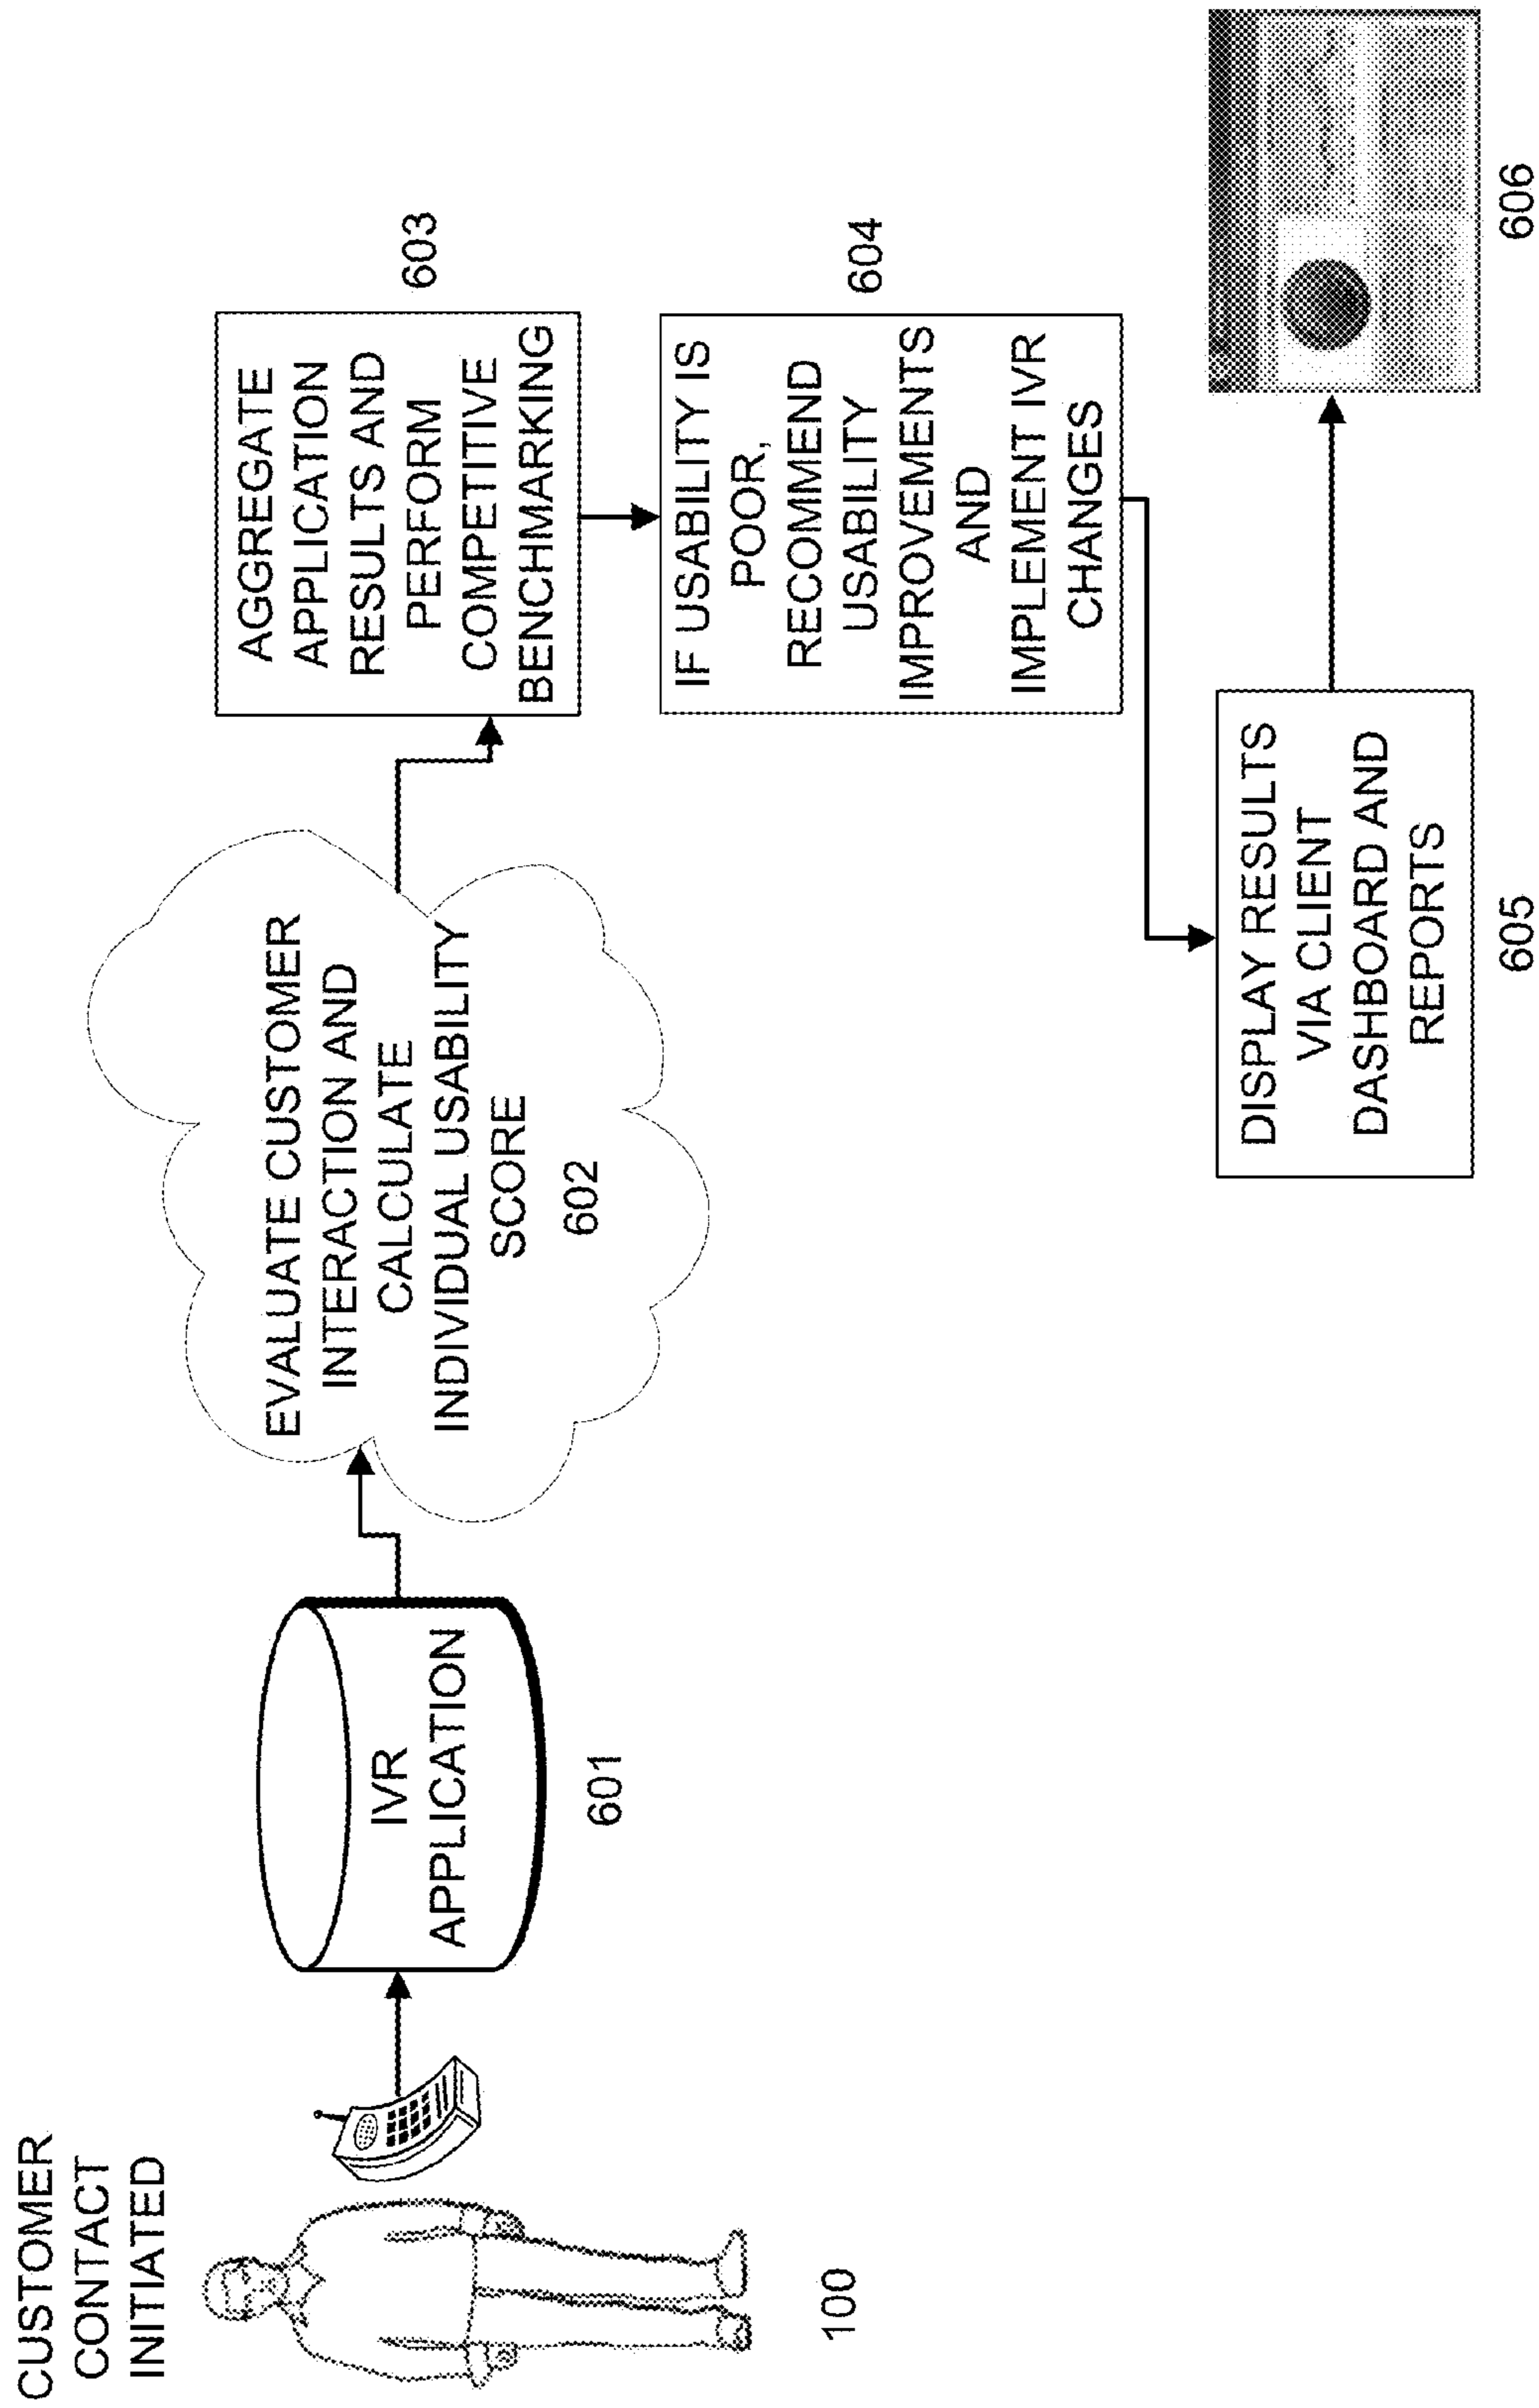 CUSTOMER
CONTACT
INITIATED
100
IVR
APPLICATION
601
EVALUATE CUSTOMER
INTERACTION AND
CALCULATE
INDIVIDUAL USABILITY
SCORE
602
AGGREGATE
APPLICATION
RESULTS AND
PERFORM
COMPETITIVE
BENCHMARKING
603
IF USABILITY IS
POOR,
RECOMMEND
USABILITY
IMPROVEMENTS
AND
IMPLEMENT IVR
CHANGES
604
DISPLAY RESULTS
VIA CLIENT
DASHBOARD AND
REPORTS
605
606